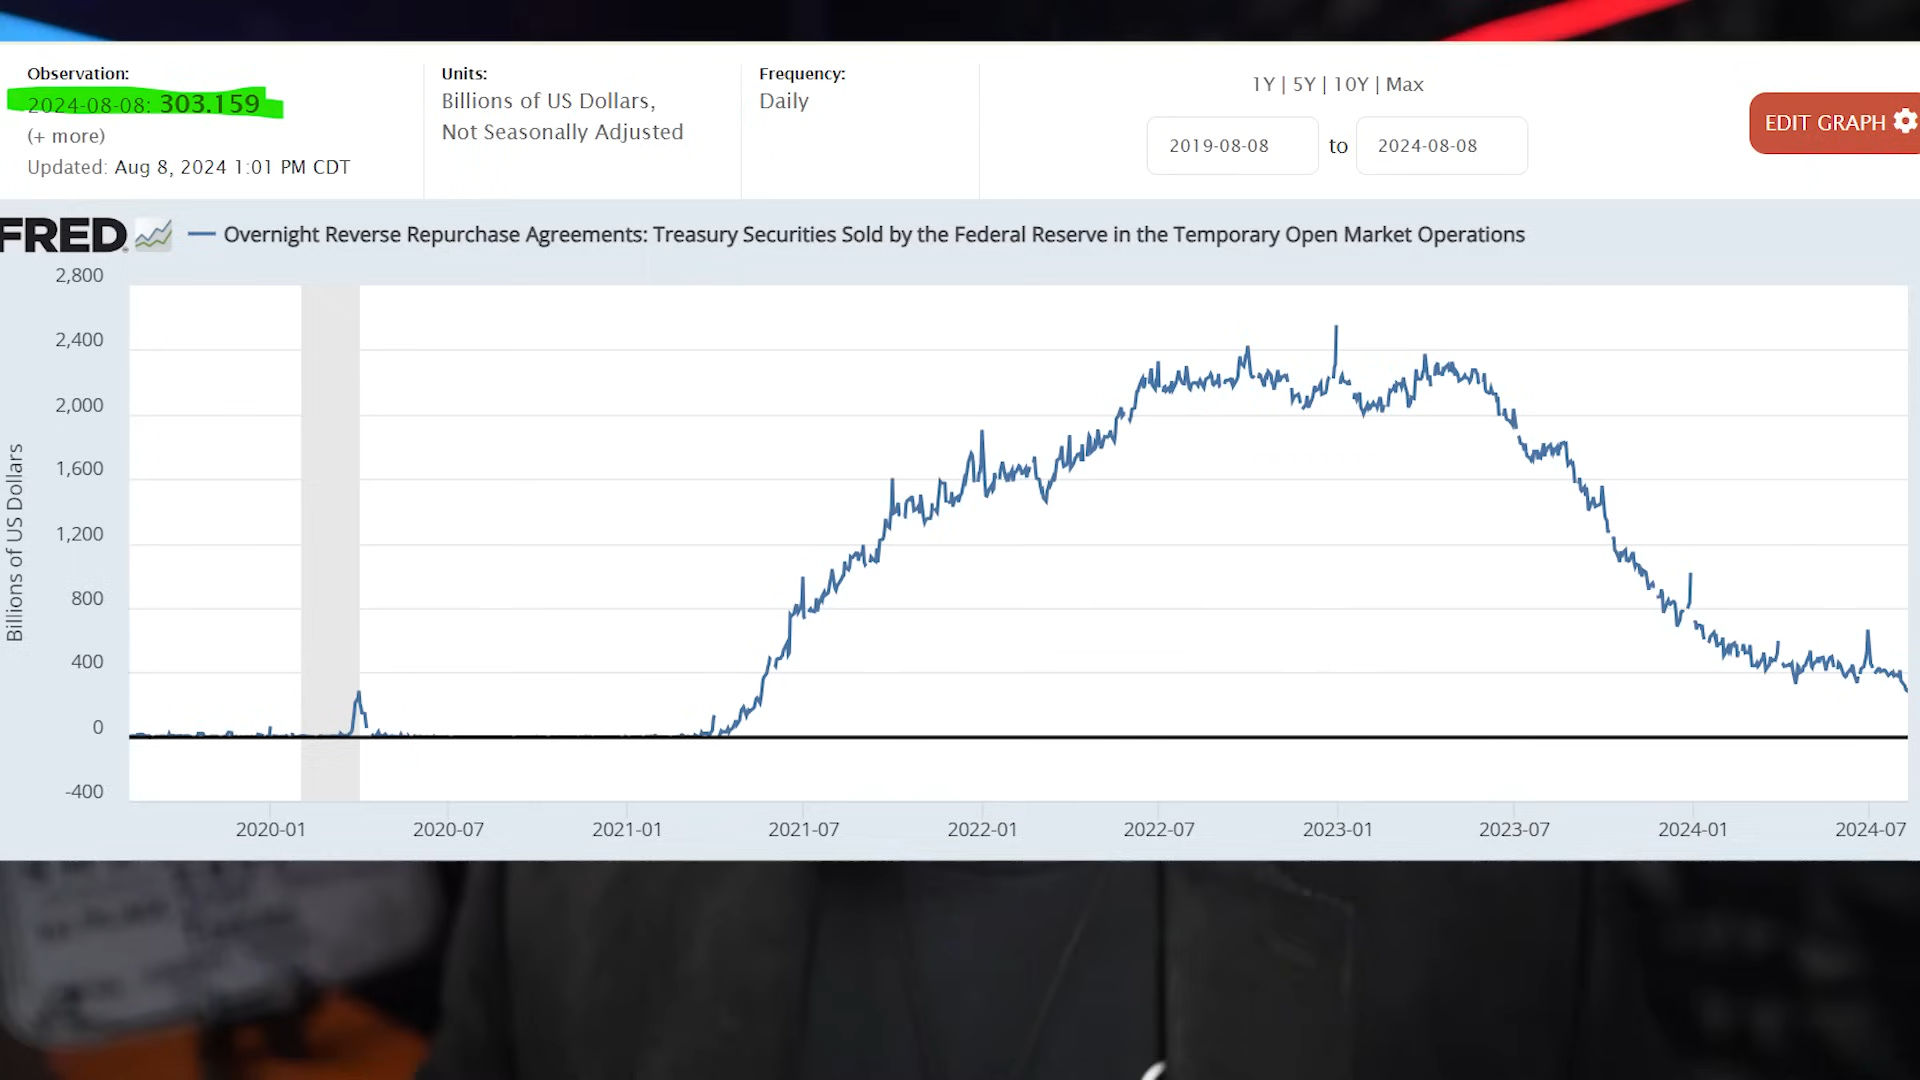 Observation:
2024-08-08: 303.159
(+ more)
Updated: Aug 8, 2024 1:01 PM CDT
Units:
Billions of US Dollars,
Not Seasonally Adjusted
Frequency:
Daily
1Y | 5Y | 10Y | Max
2019-08-08 to 2024-08-08
EDIT GRAPH
FRED
Overnight Reverse Repurchase Agreements: Treasury Securities Sold by the Federal Reserve in the Temporary Open Market Operations
Billions of US Dollars
2,800
2,400
2,000
1,600
1,200
800
400
0
-400
2020-01 2020-07 2021-01 2021-07 2022-01 2022-07 2023-01 2023-07 2024-01 2024-07